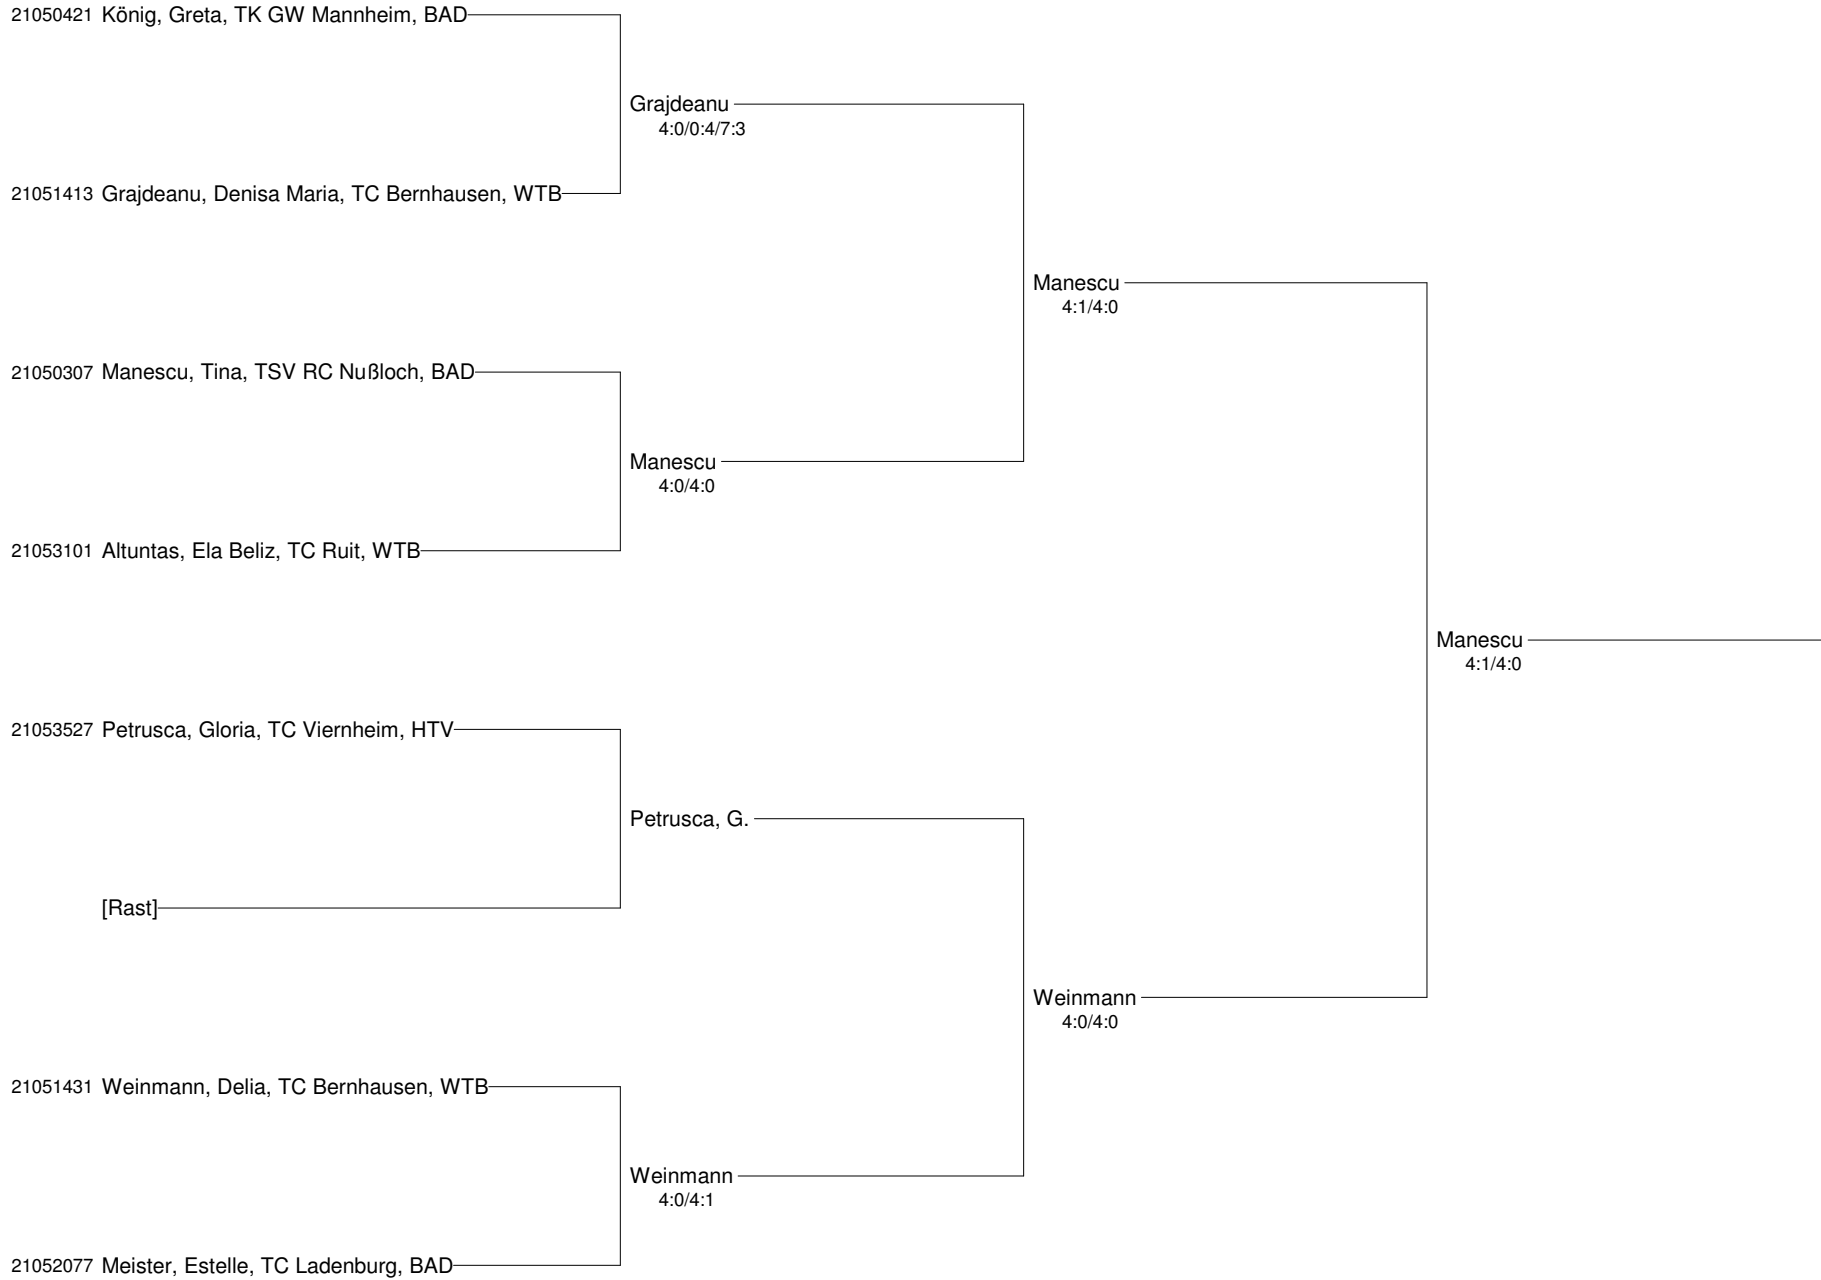 21050421 König, Greta, TK GW Mannheim, BAD
Grajdeanu
4:0/0:4/7:3
21051413 Grajdeanu, Denisa Maria, TC Bernhausen, WTB
Manescu
4:1/4:0
21050307 Manescu, Tina, TSV RC Nußloch, BAD
Manescu
4:0/4:0
21053101 Altuntas, Ela Beliz, TC Ruit, WTB
Manescu
4:1/4:0
21053527 Petrusca, Gloria, TC Viernheim, HTV
Petrusca, G.
[Rast]
Weinmann
4:0/4:0
21051431 Weinmann, Delia, TC Bernhausen, WTB
Weinmann
4:0/4:1
21052077 Meister, Estelle, TC Ladenburg, BAD